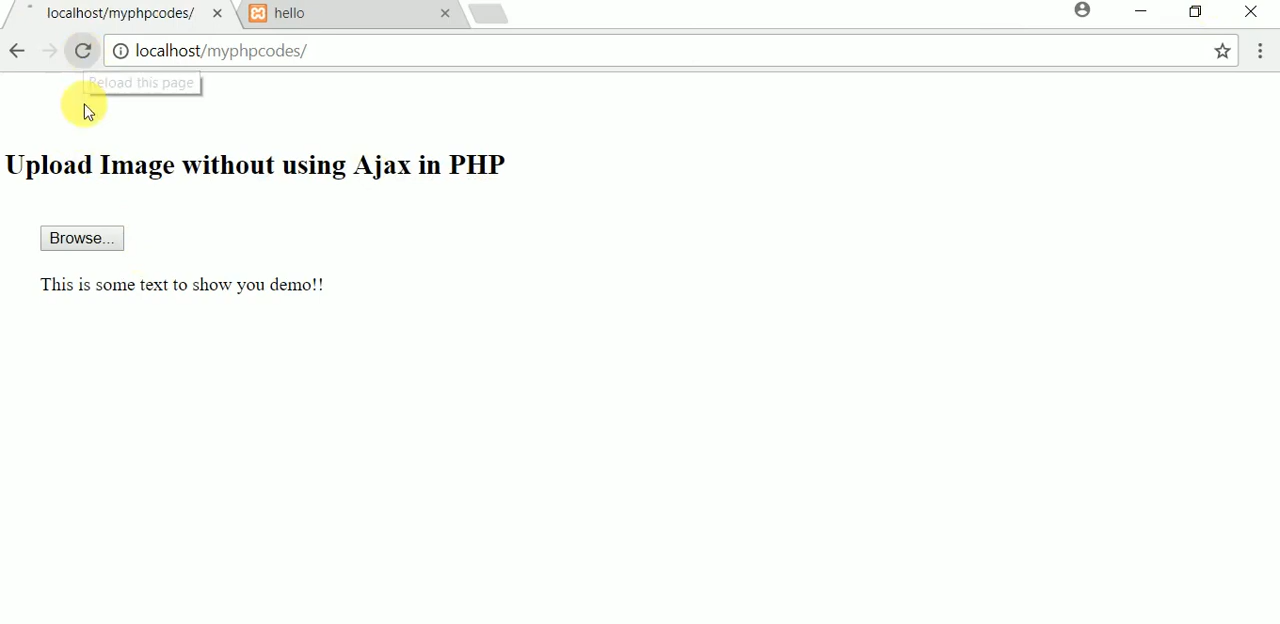 localhost/myphpcodes/
hello
localhost/myphpcodes/
Reload this page
Upload Image without using Ajax in PHP
Browse...
This is some text to show you demo!!